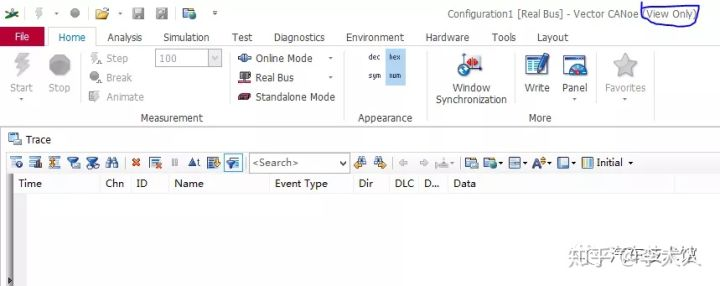 Configuration1 [Real Bus] - Vector CANoe (View Only)
File Home Analysis Simulation Test Diagnostics Environment Hardware Tools Layout
Start Stop Step 100 Break Animate Online Mode Real Bus Standalone Mode dec hex sym num Window Synchronization Write Panel Favorites
Measurement Appearance More
Trace
<Search> Initial
Time Chn ID Name Event Type Dir DLC D... Data
知乎